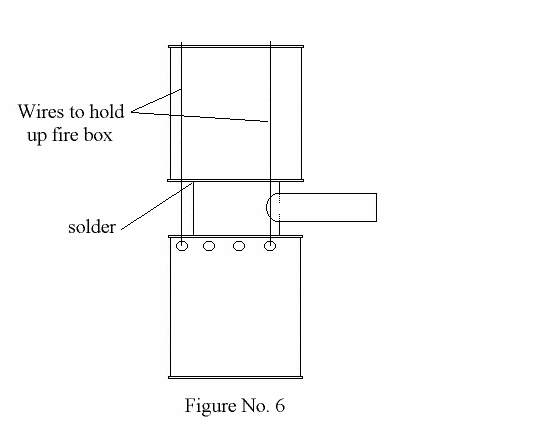 Wires to hold
up fire box
solder
Figure No. 6